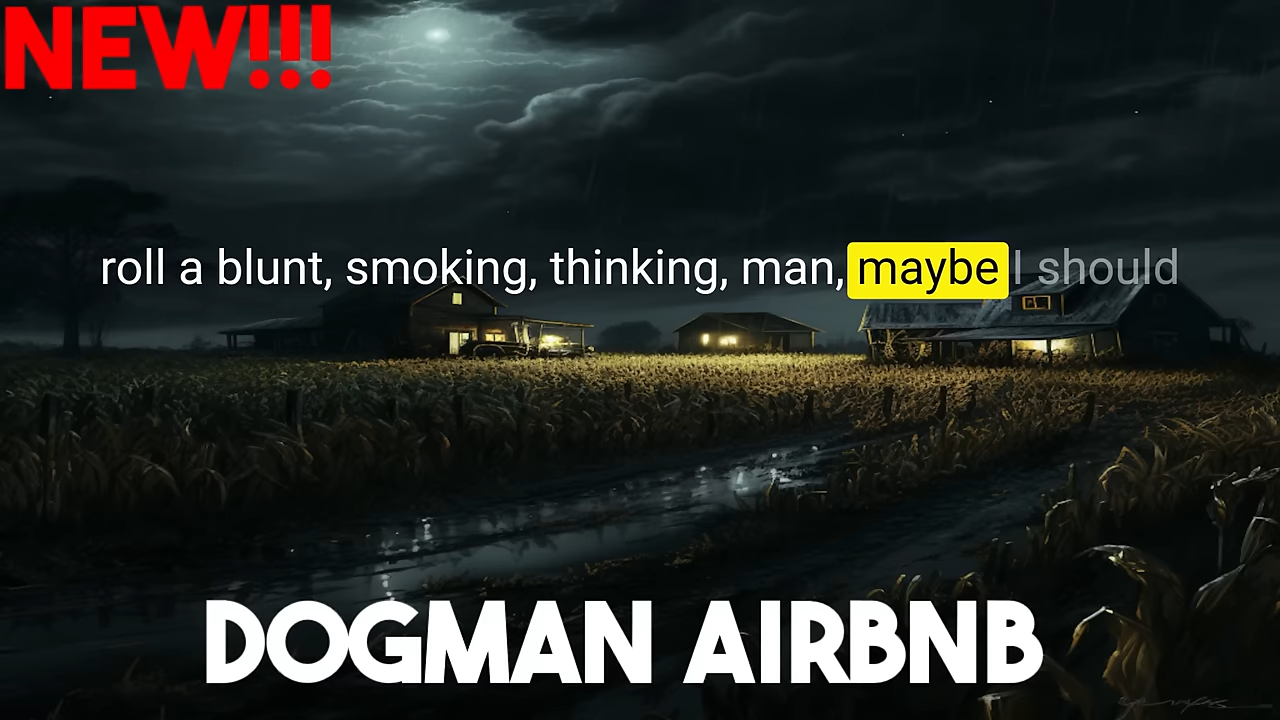 NEW!!!
roll a blunt, smoking, thinking, man, maybe I should
DOGMAN AIRBNB